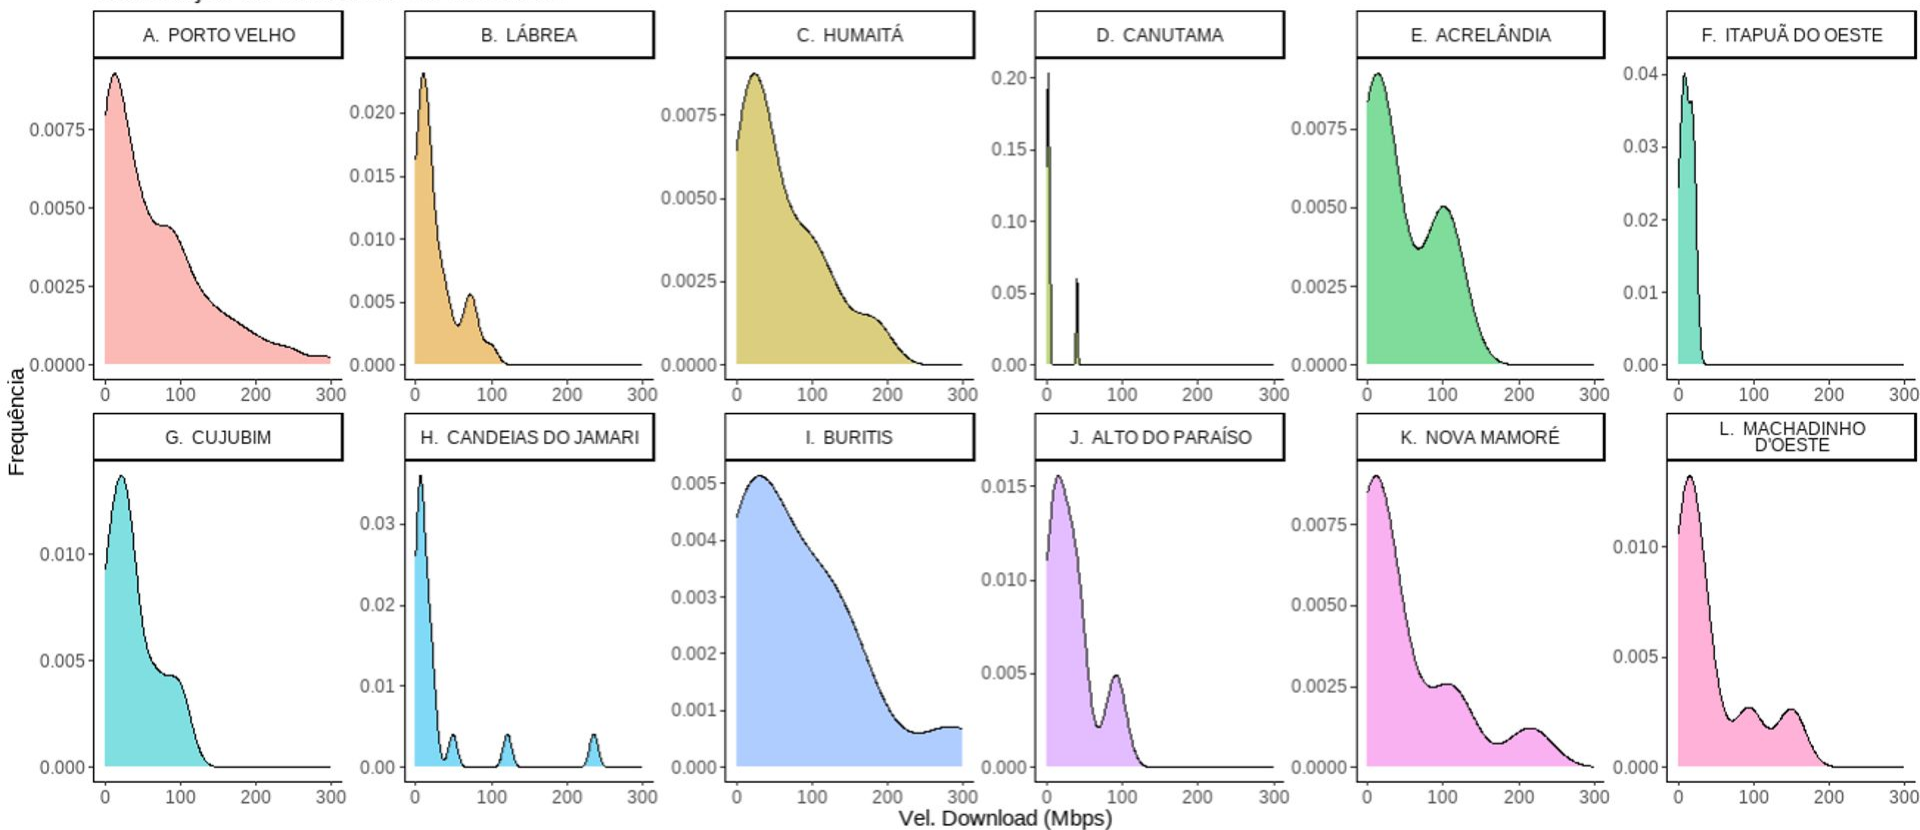 A. PORTO VELHO
B. LÁBREA
C. HUMAITÁ
D. CANUTAMA
E. ACRELÂNDIA
F. ITAPUÃ DO OESTE
0.0075
0.0050
0.0025
0.0000
0 100 200 300
0.020
0.015
0.010
0.005
0.000
0 100 200 300
0.0075
0.0050
0.0025
0.0000
0 100 200 300
0.20
0.15
0.10
0.05
0.00
0 100 200 300
0.0075
0.0050
0.0025
0.0000
0 100 200 300
0.04
0.03
0.02
0.01
0.00
0 100 200 300
Frequência
G. CUJUBIM
H. CANDEIAS DO JAMARI
I. BURITIS
J. ALTO DO PARAÍSO
K. NOVA MAMORÉ
L. MACHADINHO
D'OESTE
0.010
0.005
0.000
0 100 200 300
0.03
0.02
0.01
0.00
0 100 200 300
0.005
0.004
0.003
0.002
0.001
0.000
0 100 200 300
0.015
0.010
0.005
0.000
0 100 200 300
0.0075
0.0050
0.0025
0.0000
0 100 200 300
0.010
0.005
0.000
0 100 200 300
Vel. Download (Mbps)